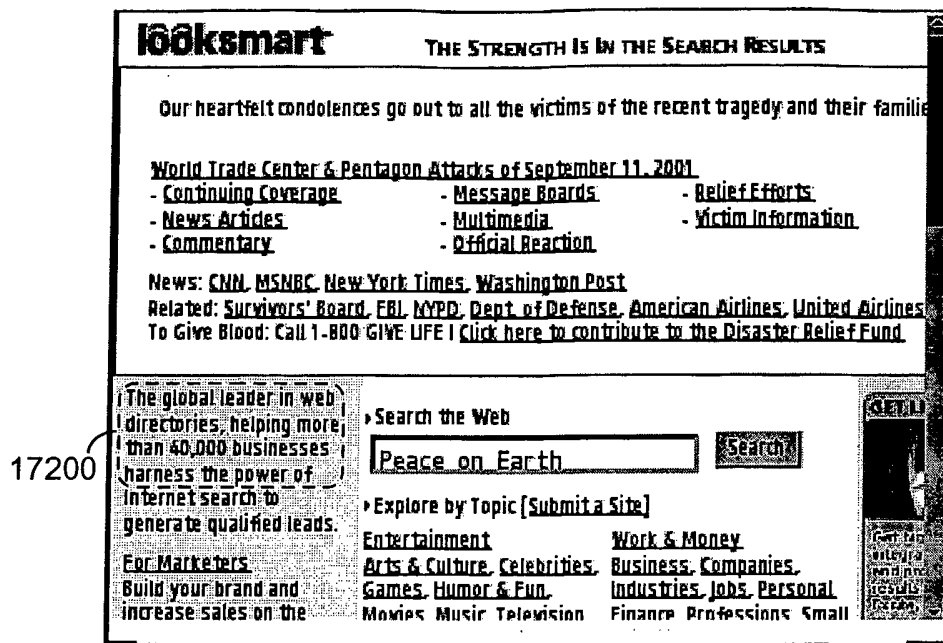 lôôksmart
THE STRENGTH IS IN THE SEARCH RESULTS
Our heartfelt condolences go out to all the victims of the recent tragedy and their familie
World Trade Center & Pentagon Attacks of September 11, 2001
- Continuing Coverage - Message Boards - Relief Efforts
- News Articles - Multimedia - Victim Information
- Commentary - Official Reaction
News: CNN, MSNBC, New York Times, Washington Post
Related: Survivors' Board, FBI, NYPD, Dept. of Defense, American Airlines, United Airlines
To Give Blood: Call 1-800 GIVE LIFE | Click here to contribute to the Disaster Relief Fund
17200
The global leader in web
directories, helping more
than 40,000 businesses
harness the power of
Internet search to
generate qualified leads.
For Marketers
Build your brand and
increase sales on the
Search the Web
Peace on Earth
Search
Explore by Topic [Submit a Site]
Entertainment
Arts & Culture, Celebrities,
Games, Humor & Fun,
Movies, Music, Television
Work & Money
Business, Companies,
Industries, Jobs, Personal
Finance, Professions, Small
GET LI